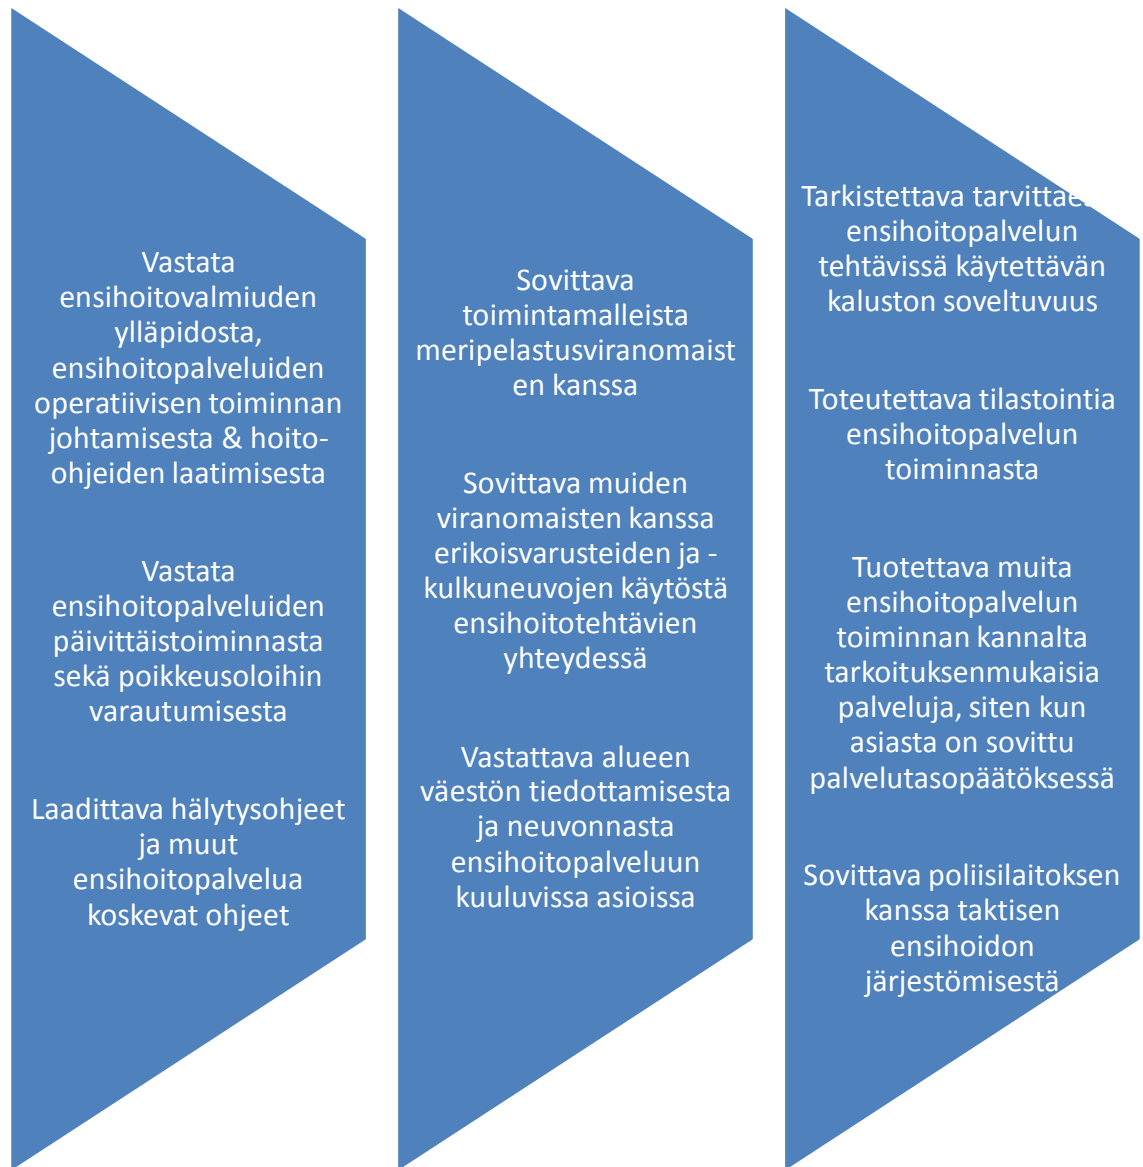 Vastata
ensihoitovalmiuden
ylläpidosta,
ensihoitopalveluiden
operatiivisen toiminnan
johtamisesta & hoito-
ohjeiden laatimisesta
Vastata
ensihoitopalveluiden
päivittäistoiminnasta
sekä poikkeusoloihin
varautumisesta
Laadittava hälytysohjeet
ja muut
ensihoitopalvelua
koskevat ohjeet
Sovittava
toimintamalleista
meripelastusviranomaist
en kanssa
Sovittava muiden
viranomaisten kanssa
erikoisvarusteiden ja -
kulkuneuvojen käytöstä
ensihoitotehtävien
yhteydessä
Vastattava alueen
väestön tiedottamisesta
ja neuvonnasta
ensihoitopalveluun
kuuluvissa asioissa
Tarkistettava
ensihoitopalvelun
tehtävissä käytettävän
kaluston soveltuvuus
Toteutettava tilastointia
ensihoitopalvelun
toiminnasta
Tuotettava muita
ensihoitopalvelun
toiminnan kannalta
tarkoituksenmukaisia
palveluja, siten kun
asiasta on sovittu
palvelutasopäätöksessä
Sovittava poliisilaitoksen
kanssa taktisen
ensihoidon
järjestömisestä